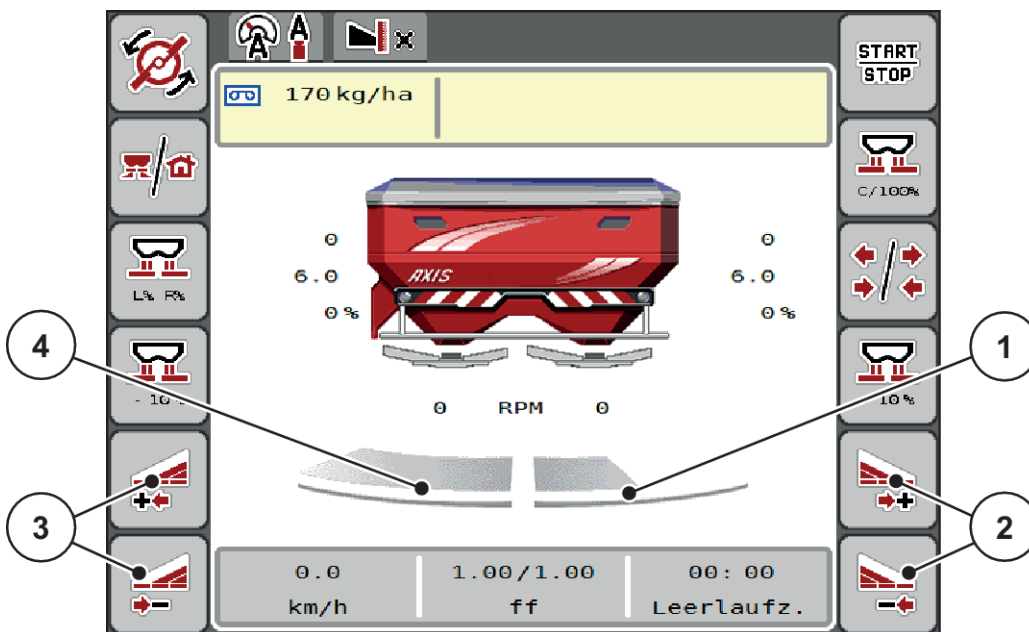 A A x
START
STOP
170 kg/ha
C/100%
0 0
AXIS
6.0 6.0
L% R%
0% 0%
4
1
- 10%
10%
0 RPM 0
3
2
0.0 1.00/1.00 00:00
km/h ff Leerlaufz.